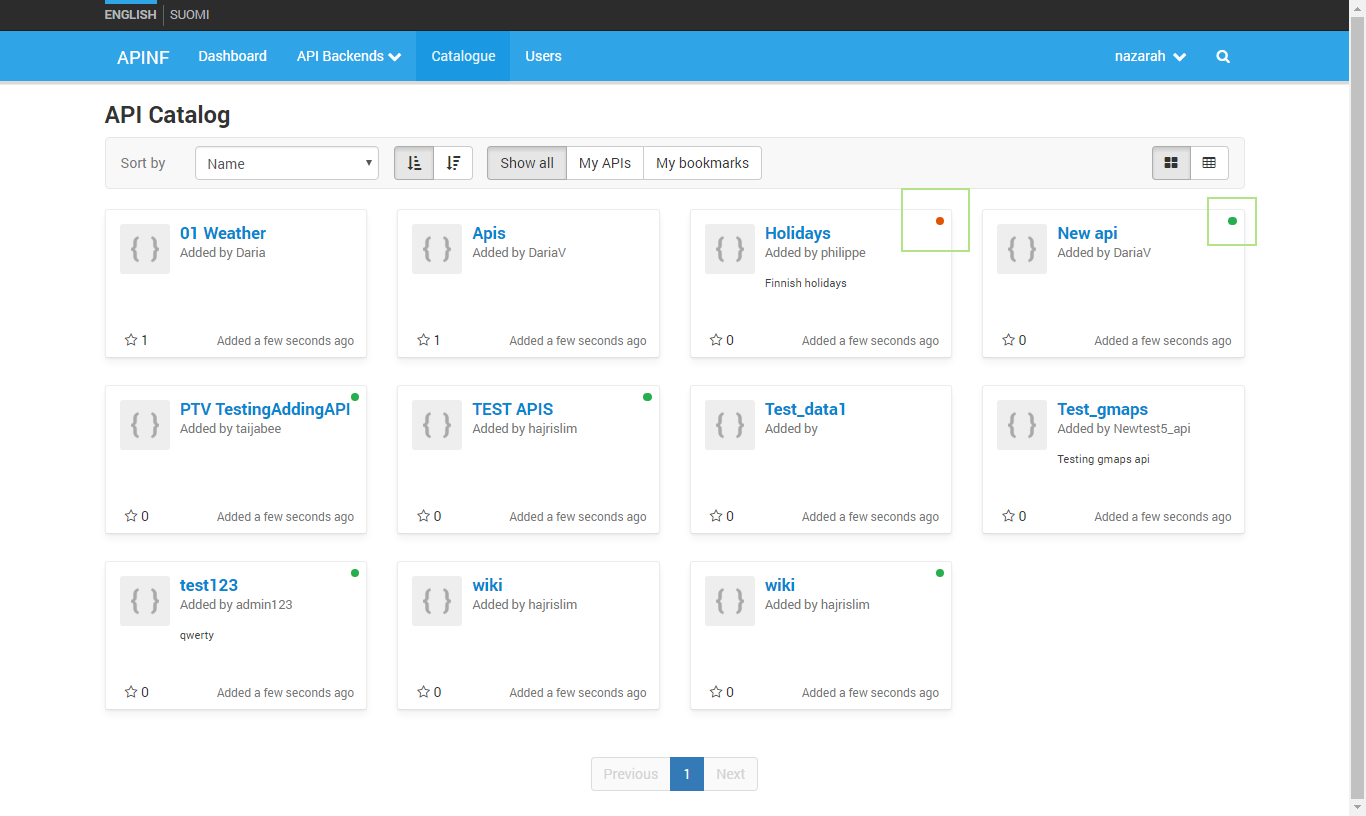 ENGLISH SUOMI
APINF Dashboard API Backends Catalogue Users nazarah
API Catalog
Sort by Name Show all My APIs My bookmarks
{ } 01 Weather
Added by Daria
1 Added a few seconds ago
{ } Apis
Added by DariaV
1 Added a few seconds ago
{ } Holidays
Added by philippe
Finnish holidays
0 Added a few seconds ago
{ } New api
Added by DariaV
0 Added a few seconds ago
{ } PTV TestingAddingAPI
Added by taijabee
0 Added a few seconds ago
{ } TEST APIS
Added by hajrislim
0 Added a few seconds ago
{ } Test_data1
Added by
0 Added a few seconds ago
{ } Test_gmaps
Added by Newtest5_api
Testing gmaps api
0 Added a few seconds ago
{ } test123
Added by admin123
qwerty
0 Added a few seconds ago
{ } wiki
Added by hajrislim
0 Added a few seconds ago
{ } wiki
Added by hajrislim
0 Added a few seconds ago
Previous 1 Next